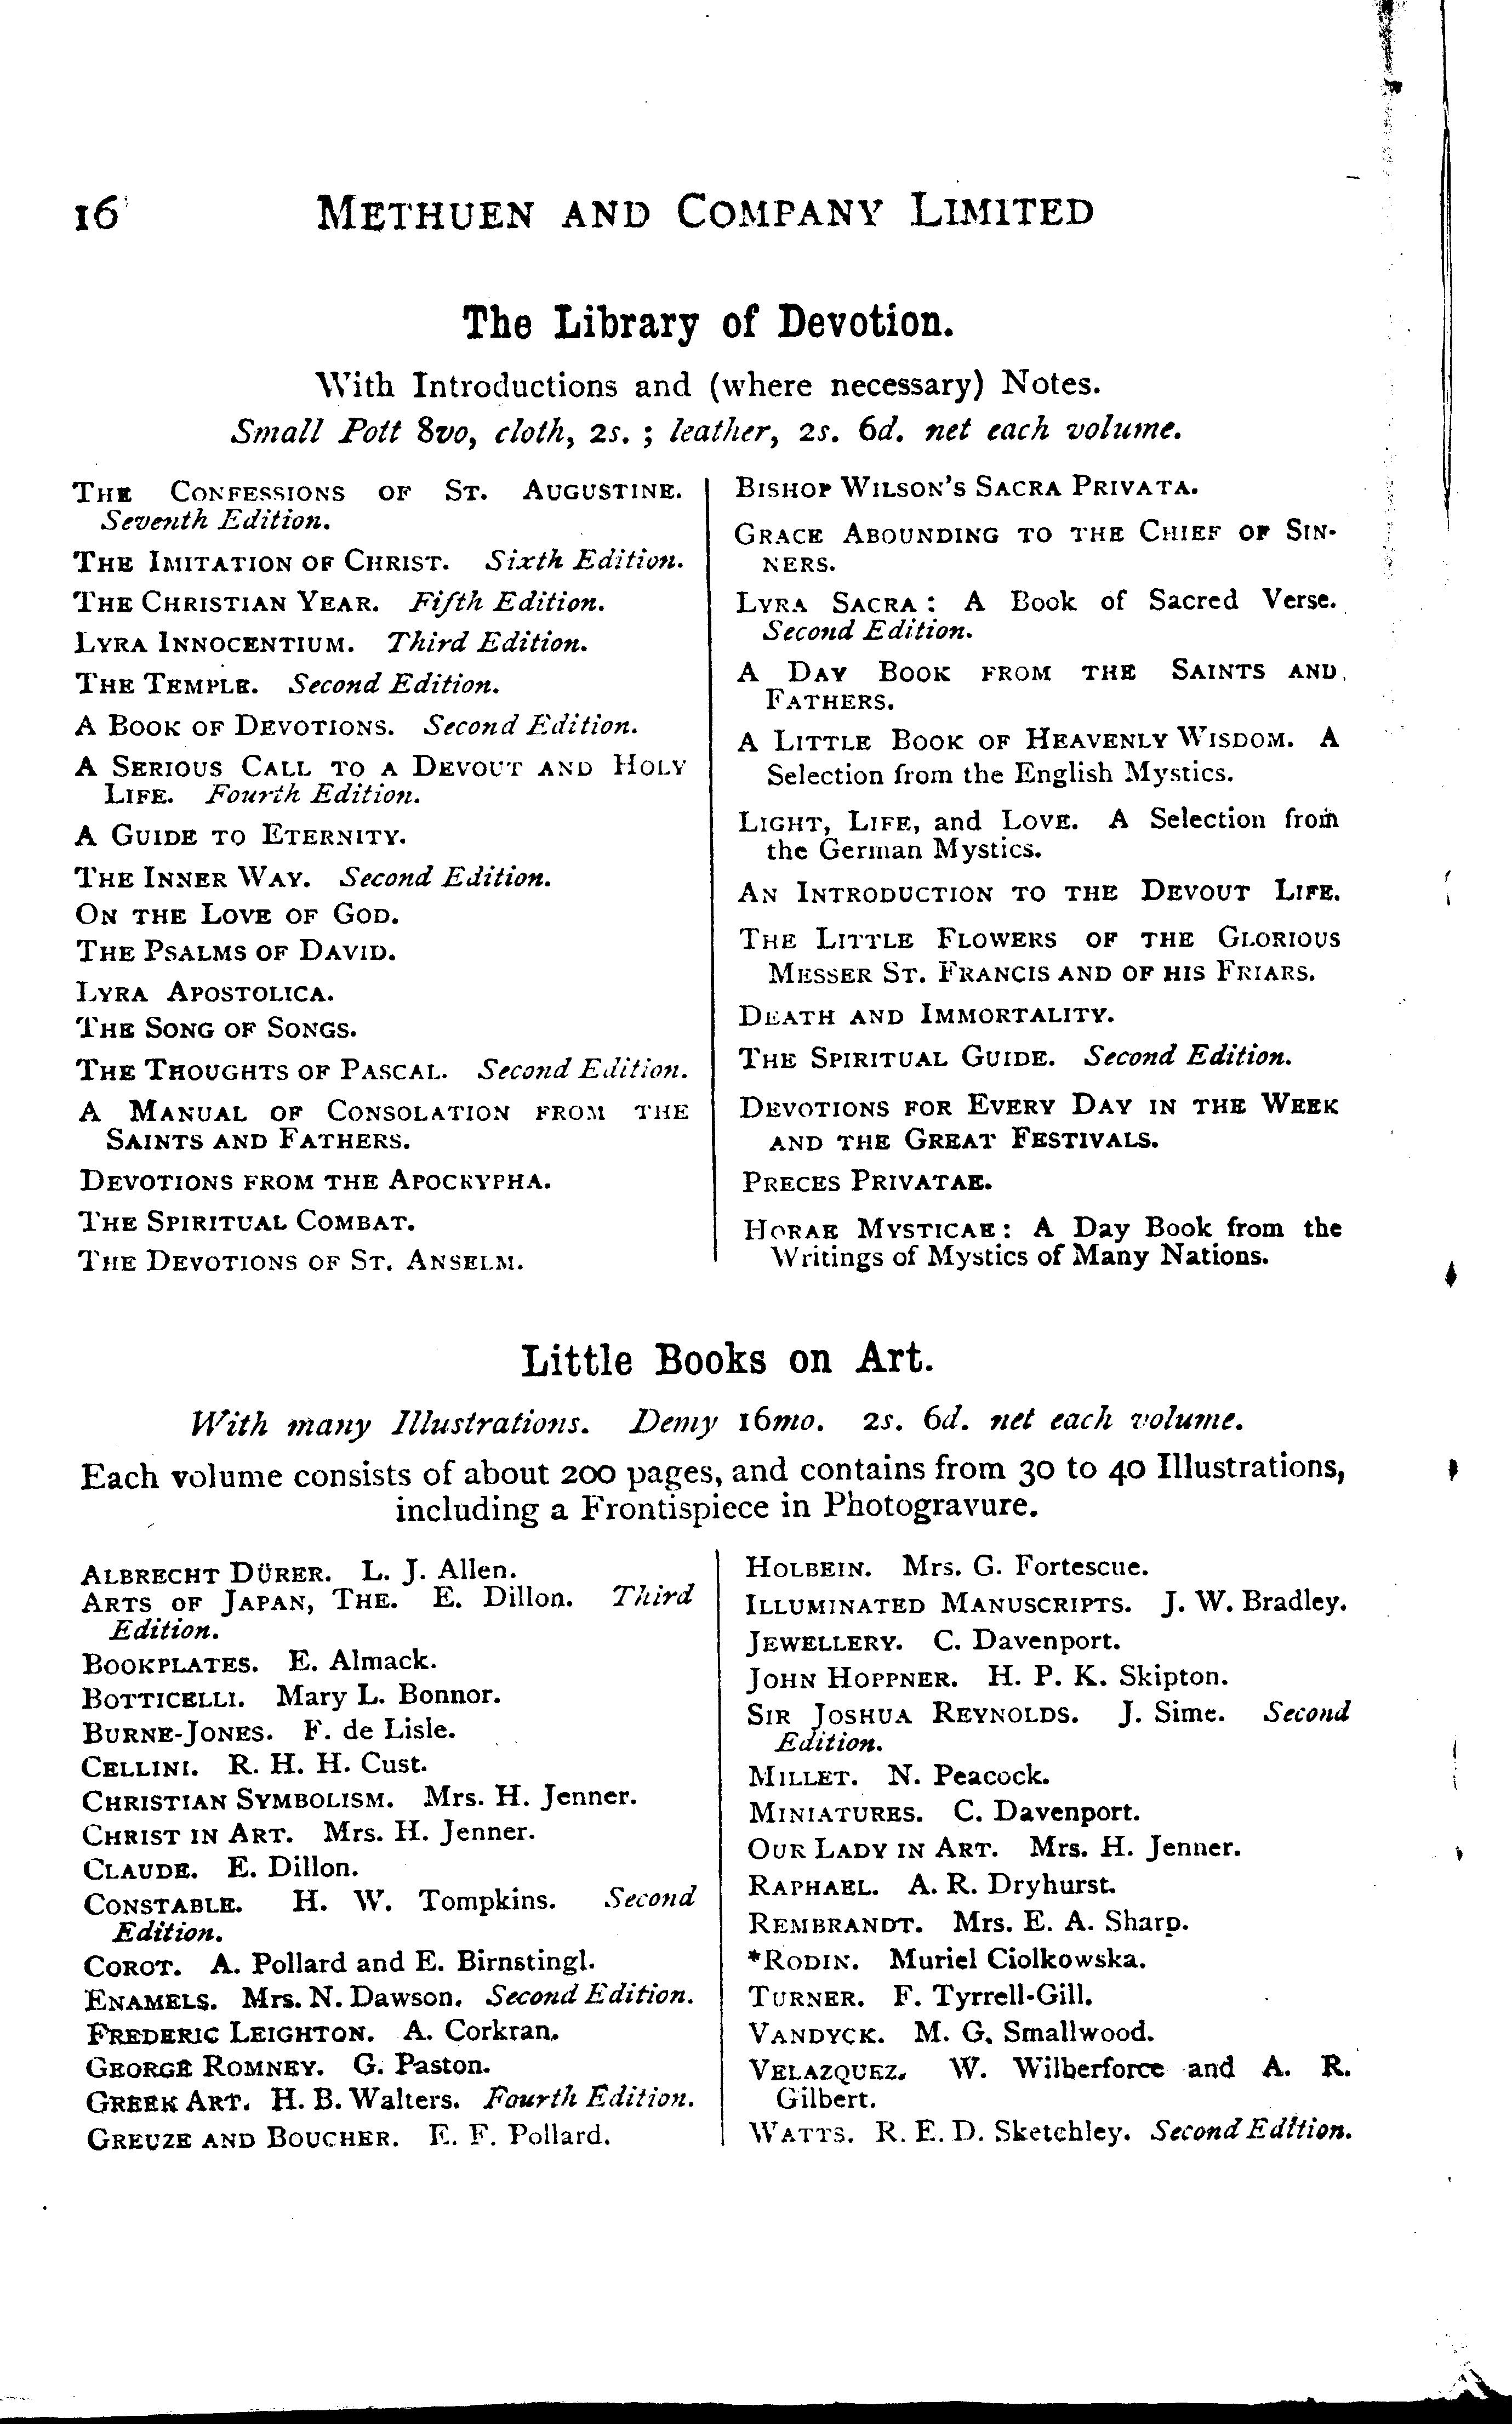 16 METHUEN AND COMPANY LIMITED
The Library of Devotion.
With Introductions and (where necessary) Notes.
Small Pott 8vo, cloth, 2s. ; leather, 2s. 6d. net each volume.
THE CONFESSIONS OF ST. AUGUSTINE.
Seventh Edition.
THE IMITATION OF CHRIST. Sixth Edition.
THE CHRISTIAN YEAR. Fifth Edition.
LYRA INNOCENTIUM. Third Edition.
THE TEMPLE. Second Edition.
A BOOK OF DEVOTIONS. Second Edition.
A SERIOUS CALL TO A DEVOUT AND HOLY
LIFE. Fourth Edition.
A GUIDE TO ETERNITY.
THE INNER WAY. Second Edition.
ON THE LOVE OF GOD.
THE PSALMS OF DAVID.
LYRA APOSTOLICA.
THE SONG OF SONGS.
THE THOUGHTS OF PASCAL. Second Edition.
A MANUAL OF CONSOLATION FROM THE
SAINTS AND FATHERS.
DEVOTIONS FROM THE APOCRYPHA.
THE SPIRITUAL COMBAT.
THE DEVOTIONS OF ST. ANSELM.
BISHOP WILSON'S SACRA PRIVATA.
GRACE ABOUNDING TO THE CHIEF OF SIN-
NERS.
LYRA SACRA: A Book of Sacred Verse.
Second Edition.
A DAY BOOK FROM THE SAINTS AND
FATHERS.
A LITTLE BOOK OF HEAVENLY WISDOM. A
Selection from the English Mystics.
LIGHT, LIFE, and LOVE. A Selection from
the German Mystics.
AN INTRODUCTION TO THE DEVOUT LIFE.
THE LITTLE FLOWERS OF THE GLORIOUS
MESSER ST. FRANCIS AND OF HIS FRIARS.
DEATH AND IMMORTALITY.
THE SPIRITUAL GUIDE. Second Edition.
DEVOTIONS FOR EVERY DAY IN THE WEEK
AND THE GREAT FESTIVALS.
PRECES PRIVATAE.
HORAE MYSTICAE: A Day Book from the
Writings of Mystics of Many Nations.
Little Books on Art.
With many Illustrations. Demy 16mo. 2s. 6d. net each volume.
Each volume consists of about 200 pages, and contains from 30 to 40 Illustrations,
including a Frontispiece in Photogravure.
ALBRECHT DÜRER. L. J. Allen.
ARTS OF JAPAN, THE. E. Dillon. Third
Edition.
BOOKPLATES. E. Almack.
BOTTICELLI. Mary L. Bonnor.
BURNE-JONES. F. de Lisle.
CELLINI. R. H. H. Cust.
CHRISTIAN SYMBOLISM. Mrs. H. Jenner.
CHRIST IN ART. Mrs. H. Jenner.
CLAUDE. E. Dillon.
CONSTABLE. H. W. Tompkins. Second
Edition.
COROT. A. Pollard and E. Birnstingl.
ENAMELS. Mrs. N. Dawson. Second Edition.
FREDERIC LEIGHTON. A. Corkran.
GEORGE ROMNEY. G. Paston.
GREEK ART. H. B. Walters. Fourth Edition.
GREUZE AND BOUCHER. E. F. Pollard.
HOLBEIN. Mrs. G. Fortescue.
ILLUMINATED MANUSCRIPTS. J. W. Bradley.
JEWELLERY. C. Davenport.
JOHN HOPPNER. H. P. K. Skipton.
SIR JOSHUA REYNOLDS. J. Sime. Second
Edition.
MILLET. N. Peacock.
MINIATURES. C. Davenport.
OUR LADY IN ART. Mrs. H. Jenner.
RAPHAEL. A. R. Dryhurst.
REMBRANDT. Mrs. E. A. Sharp.
*RODIN. Muriel Ciolkowska.
TURNER. F. Tyrrell-Gill.
VANDYCK. M. G. Smallwood.
VELAZQUEZ. W. Wilberforce and A. R.
Gilbert.
WATTS. R. E. D. Sketchley. Second Edition.